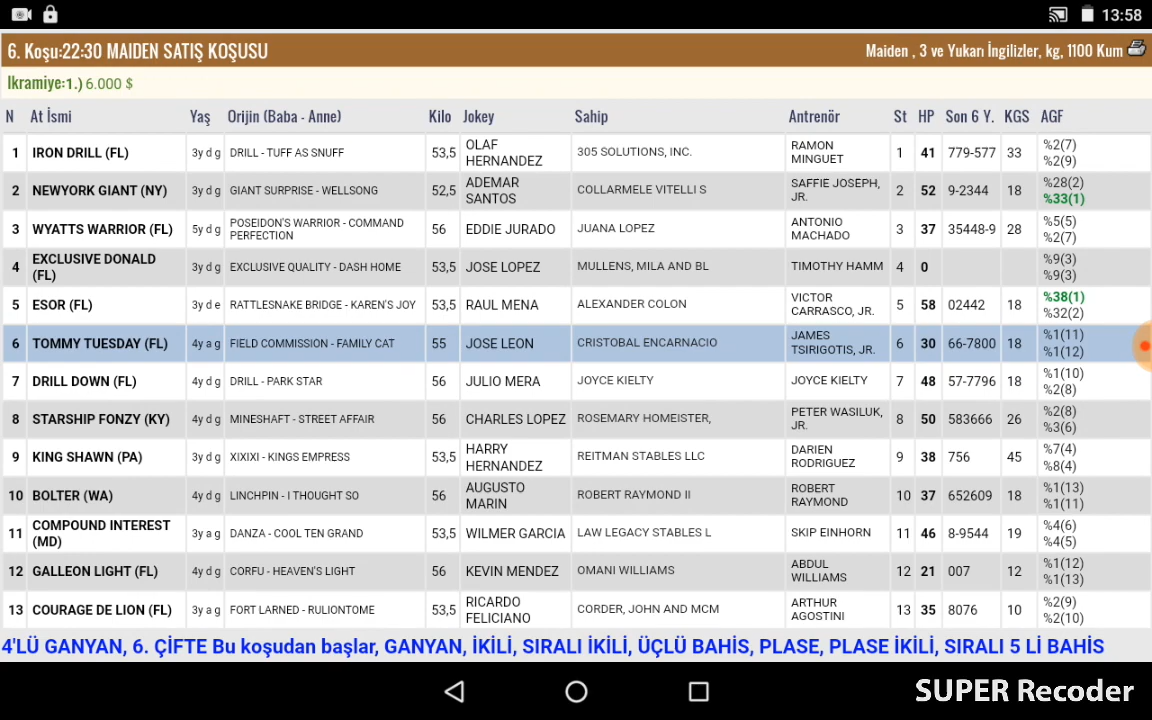 13:58
6. Koşu:22:30 MAIDEN SATIŞ KOŞUSU Maiden , 3 ve Yukarı İngilizler, kg, 1100 Kum
Ikramiye:1.) 6.000 $
N At İsmi Yaş Orijin (Baba - Anne) Kilo Jokey Sahip Antrenör St HP Son 6 Y. KGS AGF
1 IRON DRILL (FL) 3y d g DRILL - TUFF AS SNUFF 53,5 OLAF HERNANDEZ 305 SOLUTIONS, INC. RAMON MINGUET 1 41 779-577 33 %2(7) %2(9)
2 NEWYORK GIANT (NY) 3y d g GIANT SURPRISE - WELLSONG 52,5 ADEMAR SANTOS COLLARMELE VITELLI S SAFFIE JOSEPH, JR. 2 52 9-2344 18 %28(2) %33(1)
3 WYATTS WARRIOR (FL) 5y d g POSEIDON'S WARRIOR - COMMAND PERFECTION 56 EDDIE JURADO JUANA LOPEZ ANTONIO MACHADO 3 37 35448-9 28 %5(5) %2(7)
4 EXCLUSIVE DONALD (FL) 3y d g EXCLUSIVE QUALITY - DASH HOME 53,5 JOSE LOPEZ MULLENS, MILA AND BL TIMOTHY HAMM 4 0 %9(3) %9(3)
5 ESOR (FL) 3y d e RATTLESNAKE BRIDGE - KAREN'S JOY 53,5 RAUL MENA ALEXANDER COLON VICTOR CARRASCO, JR. 5 58 02442 18 %38(1) %32(2)
6 TOMMY TUESDAY (FL) 4y a g FIELD COMMISSION - FAMILY CAT 55 JOSE LEON CRISTOBAL ENCARNACIO JAMES TSIRIGOTIS, JR. 6 30 66-7800 18 %1(11) %1(12)
7 DRILL DOWN (FL) 4y d g DRILL - PARK STAR 56 JULIO MERA JOYCE KIELTY JOYCE KIELTY 7 48 57-7796 18 %1(10) %2(8)
8 STARSHIP FONZY (KY) 4y d g MINESHAFT - STREET AFFAIR 56 CHARLES LOPEZ ROSEMARY HOMEISTER, PETER WASILUK, JR. 8 50 583666 26 %2(8) %3(6)
9 KING SHAWN (PA) 3y d g XIXIXI - KINGS EMPRESS 53,5 HARRY HERNANDEZ REITMAN STABLES LLC DARIEN RODRIGUEZ 9 38 756 45 %7(4) %8(4)
10 BOLTER (WA) 4y d g LINCHPIN - I THOUGHT SO 56 AUGUSTO MARIN ROBERT RAYMOND II ROBERT RAYMOND 10 37 652609 18 %1(13) %1(11)
11 COMPOUND INTEREST (MD) 3y a g DANZA - COOL TEN GRAND 53,5 WILMER GARCIA LAW LEGACY STABLES L SKIP EINHORN 11 46 8-9544 19 %4(6) %4(5)
12 GALLEON LIGHT (FL) 4y d g CORFU - HEAVEN'S LIGHT 56 KEVIN MENDEZ OMANI WILLIAMS ABDUL WILLIAMS 12 21 007 12 %1(12) %1(13)
13 COURAGE DE LION (FL) 3y a g FORT LARNED - RULIONTOME 53,5 RICARDO FELICIANO CORDER, JOHN AND MCM ARTHUR AGOSTINI 13 35 8076 10 %2(9) %2(10)
4'LÜ GANYAN, 6. ÇİFTE Bu koşudan başlar, GANYAN, İKİLİ, SIRALI İKİLİ, ÜÇLÜ BAHİS, PLASE, PLASE İKİLİ, SIRALI 5 Lİ BAHİS
SUPER Recoder